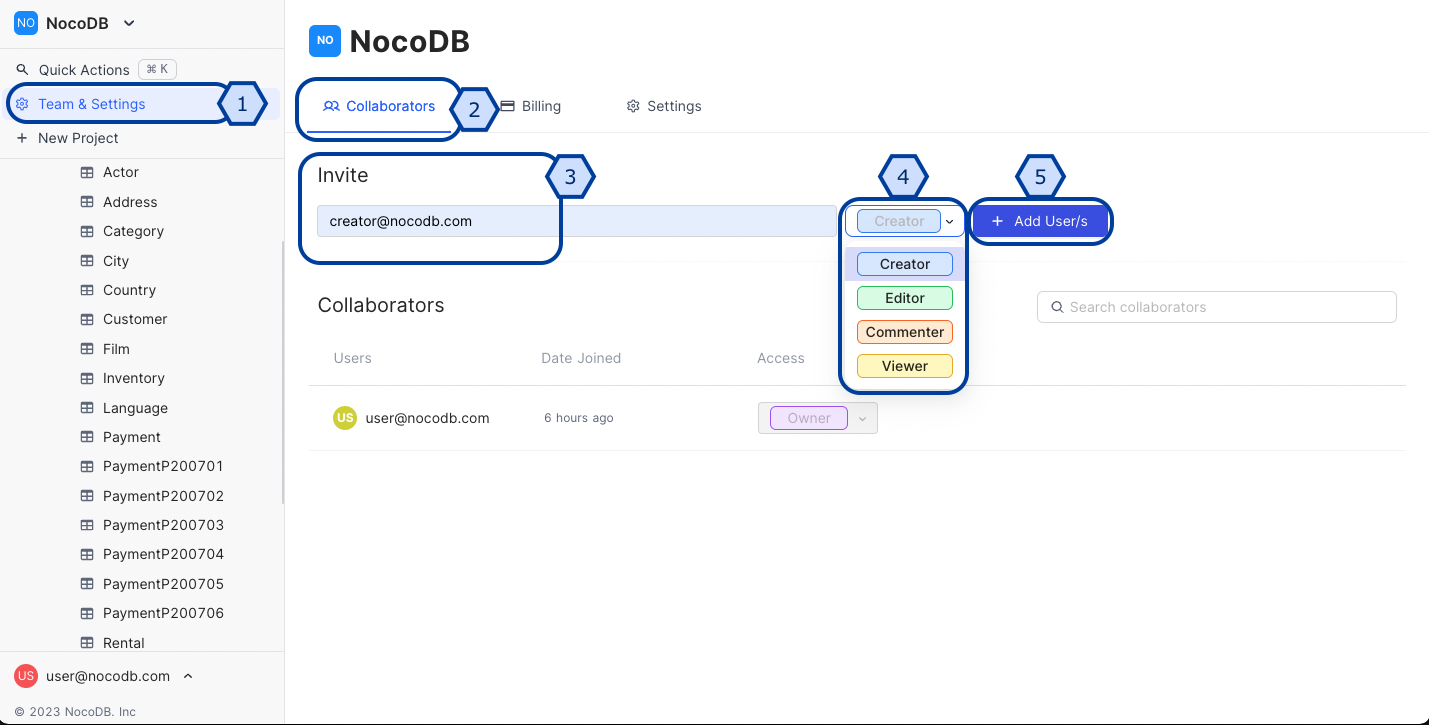 NO NocoDB
Quick Actions ⌘ K
Team & Settings 1
+ New Project
Actor
Address
Category
City
Country
Customer
Film
Inventory
Language
Payment
PaymentP200701
PaymentP200702
PaymentP200703
PaymentP200704
PaymentP200705
PaymentP200706
Rental
US user@nocodb.com
© 2023 NocoDB. Inc
NO NocoDB
Collaborators 2 Billing Settings
Invite 3 4 5
creator@nocodb.com Creator + Add User/s
Creator
Editor
Commenter
Viewer
Collaborators Search collaborators
Users Date Joined Access
US user@nocodb.com 6 hours ago Owner